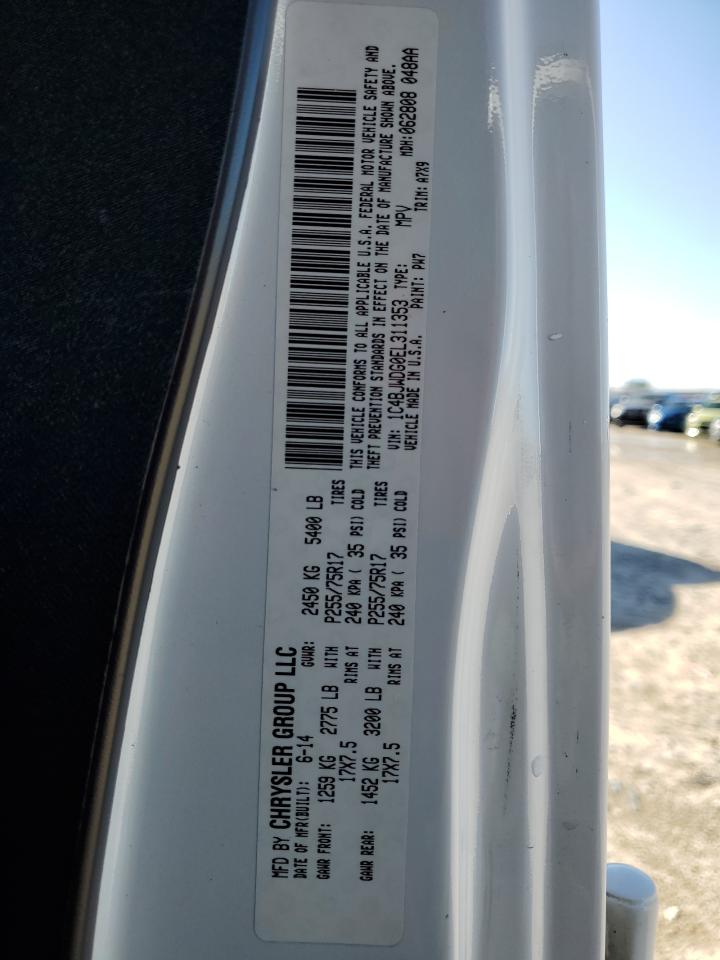 MFD BY CHRYSLER GROUP LLC
DATE OF MFR(BUILT): 6-14 GVWR: 2450 KG 5400 LB
GAWR FRONT: 1259 KG 2775 LB WITH P255/75R17 TIRES
17X7.5 RIMS AT 240 KPA ( 35 PSI) COLD
GAWR REAR: 1452 KG 3200 LB WITH P255/75R17 TIRES
17X7.5 RIMS AT 240 KPA ( 35 PSI) COLD
THIS VEHICLE CONFORMS TO ALL APPLICABLE U.S.A. FEDERAL MOTOR VEHICLE SAFETY AND
THEFT PREVENTION STANDARDS IN EFFECT ON THE DATE OF MANUFACTURE SHOWN ABOVE.
VIN: 1C4BJWDG0EL311353 TYPE: MPV MDH:062808 048AA
VEHICLE MADE IN U.S.A. PAINT: PW7 TRIM: A7X9